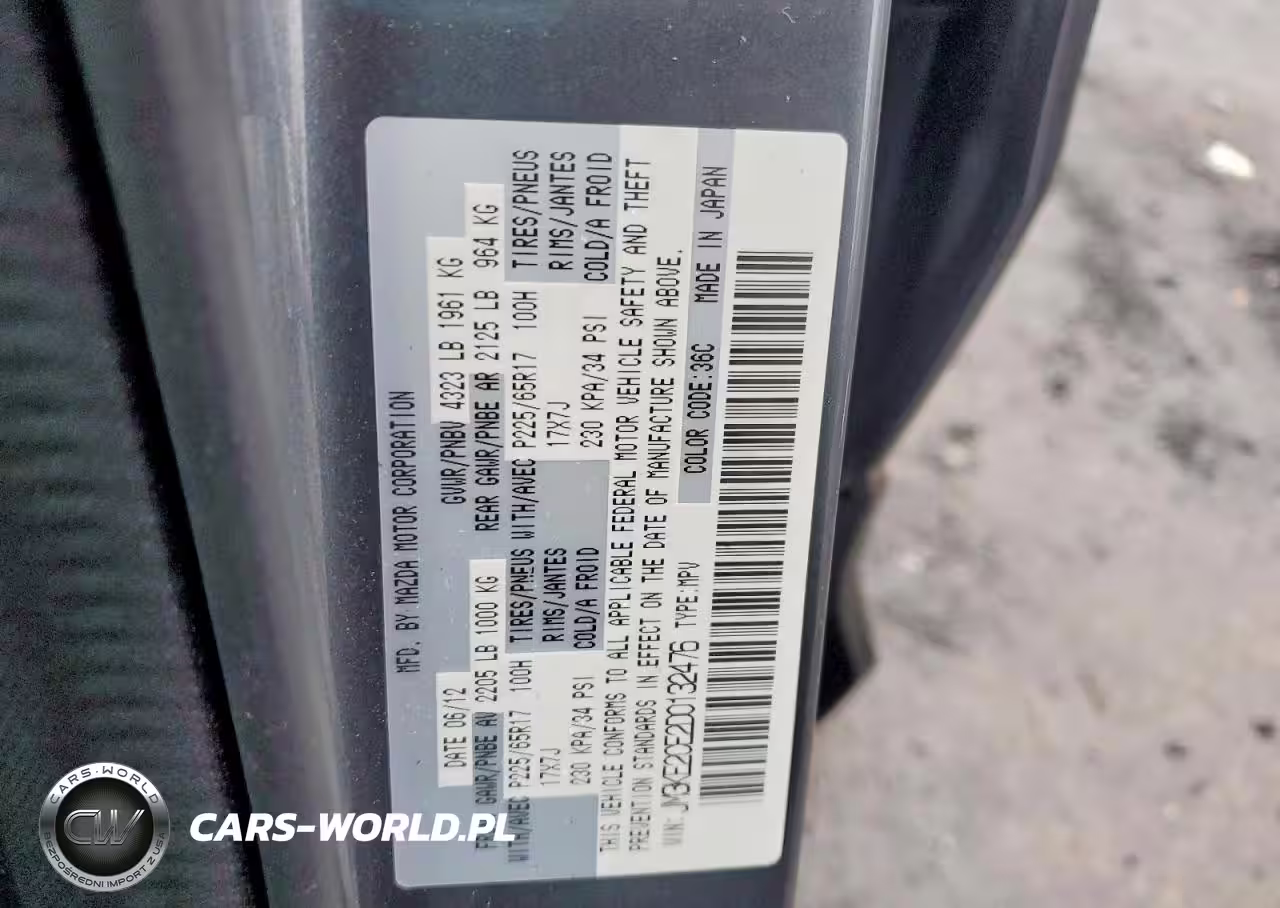 MFD. BY MAZDA MOTOR CORPORATION
DATE 06/12 GVWR/PNBV 4323 LB 1961 KG
GAWR/PNBE AV 2205 LB 1000 KG REAR GAWR/PNBE AR 2125 LB 964 KG
WITH/AVEC P225/65R17 100H TIRES/PNEUS WITH/AVEC P225/65R17 100H TIRES/PNEUS
17X7J RIMS/JANTES 17X7J RIMS/JANTES
230 KPA/34 PSI COLD/A FROID 230 KPA/34 PSI COLD/A FROID
THIS VEHICLE CONFORMS TO ALL APPLICABLE FEDERAL MOTOR VEHICLE SAFETY AND THEFT
PREVENTION STANDARDS IN EFFECT ON THE DATE OF MANUFACTURE SHOWN ABOVE.
VIN: JM3KE2CE2D0132476 TYPE:MPV COLOR CODE:36C MADE IN JAPAN
CARS-WORLD
CW
BEZPOŚREDNI IMPORT Z USA
CARS-WORLD.PL